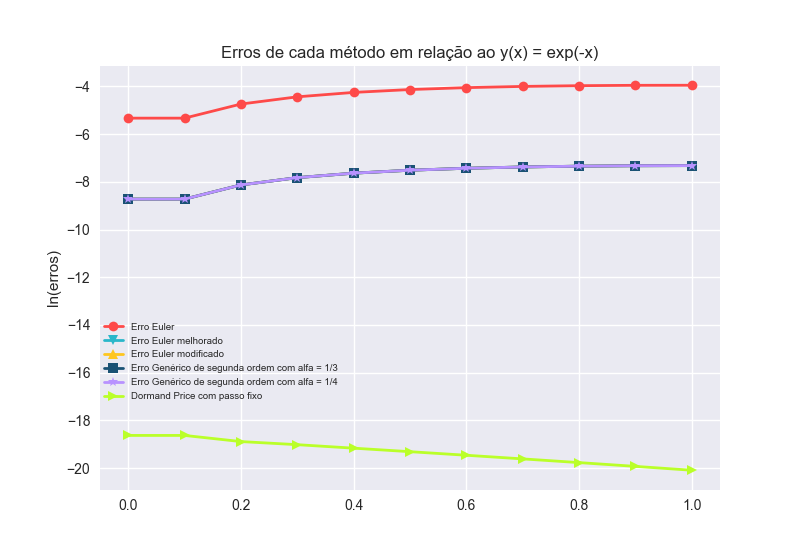 Erros de cada método em relação ao y(x) = exp(-x)
−4
−6
−8
−10
−12
−14
−16
−18
−20
ln(erros)
Erro Euler
Erro Euler melhorado
Erro Euler modificado
Erro Genérico de segunda ordem com alfa = 1/3
Erro Genérico de segunda ordem com alfa = 1/4
Dormand Price com passo fixo
0.0 0.2 0.4 0.6 0.8 1.0